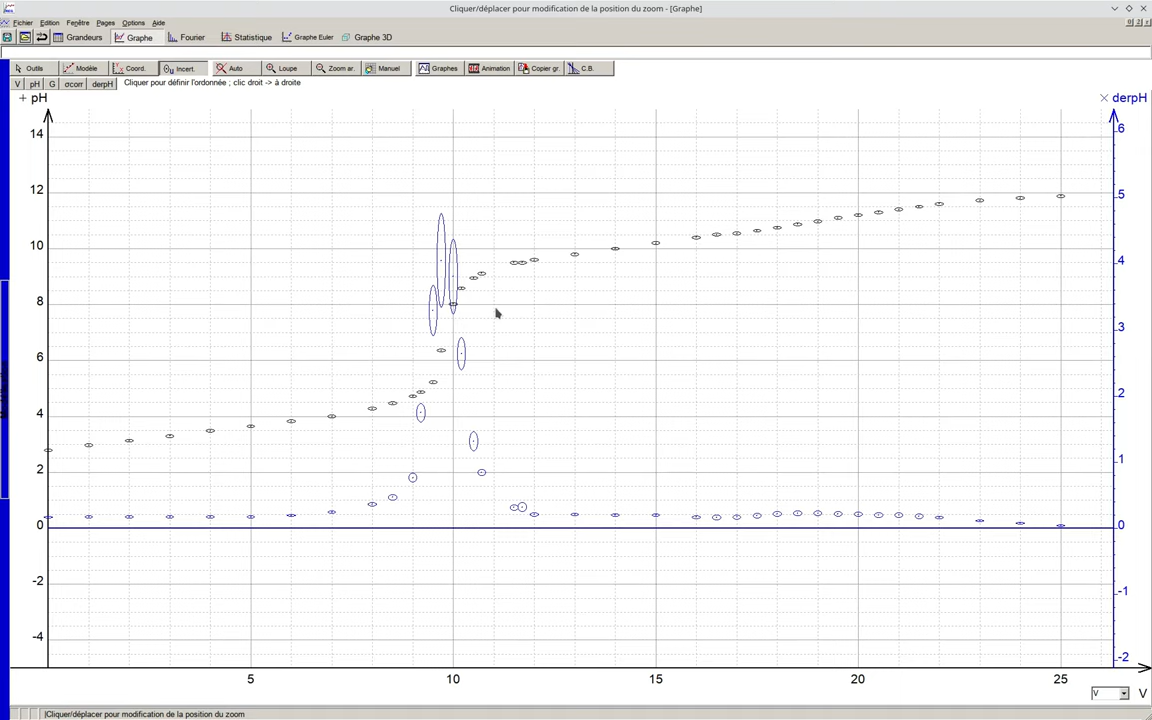 Cliquer/déplacer pour modification de la position du zoom - [Graphe]
Fichier Edition Fenêtre Pages Options Aide
Grandeurs Graphe Fourier Statistique Graphe Euler Graphe 3D
Outils Modèle Coord. Incert. Auto Loupe Zoom ar. Manuel Graphes Animation Copier gr. C.B.
V pH G σcorr derpH Cliquer pour définir l'ordonnée ; clic droit -> à droite
pH derpH
14 6
12 5
10 4
8 3
6 2
4 1
2
0 0
-2 -1
-4 -2
5 10 15 20 25
V V
Cliquer/déplacer pour modification de la position du zoom